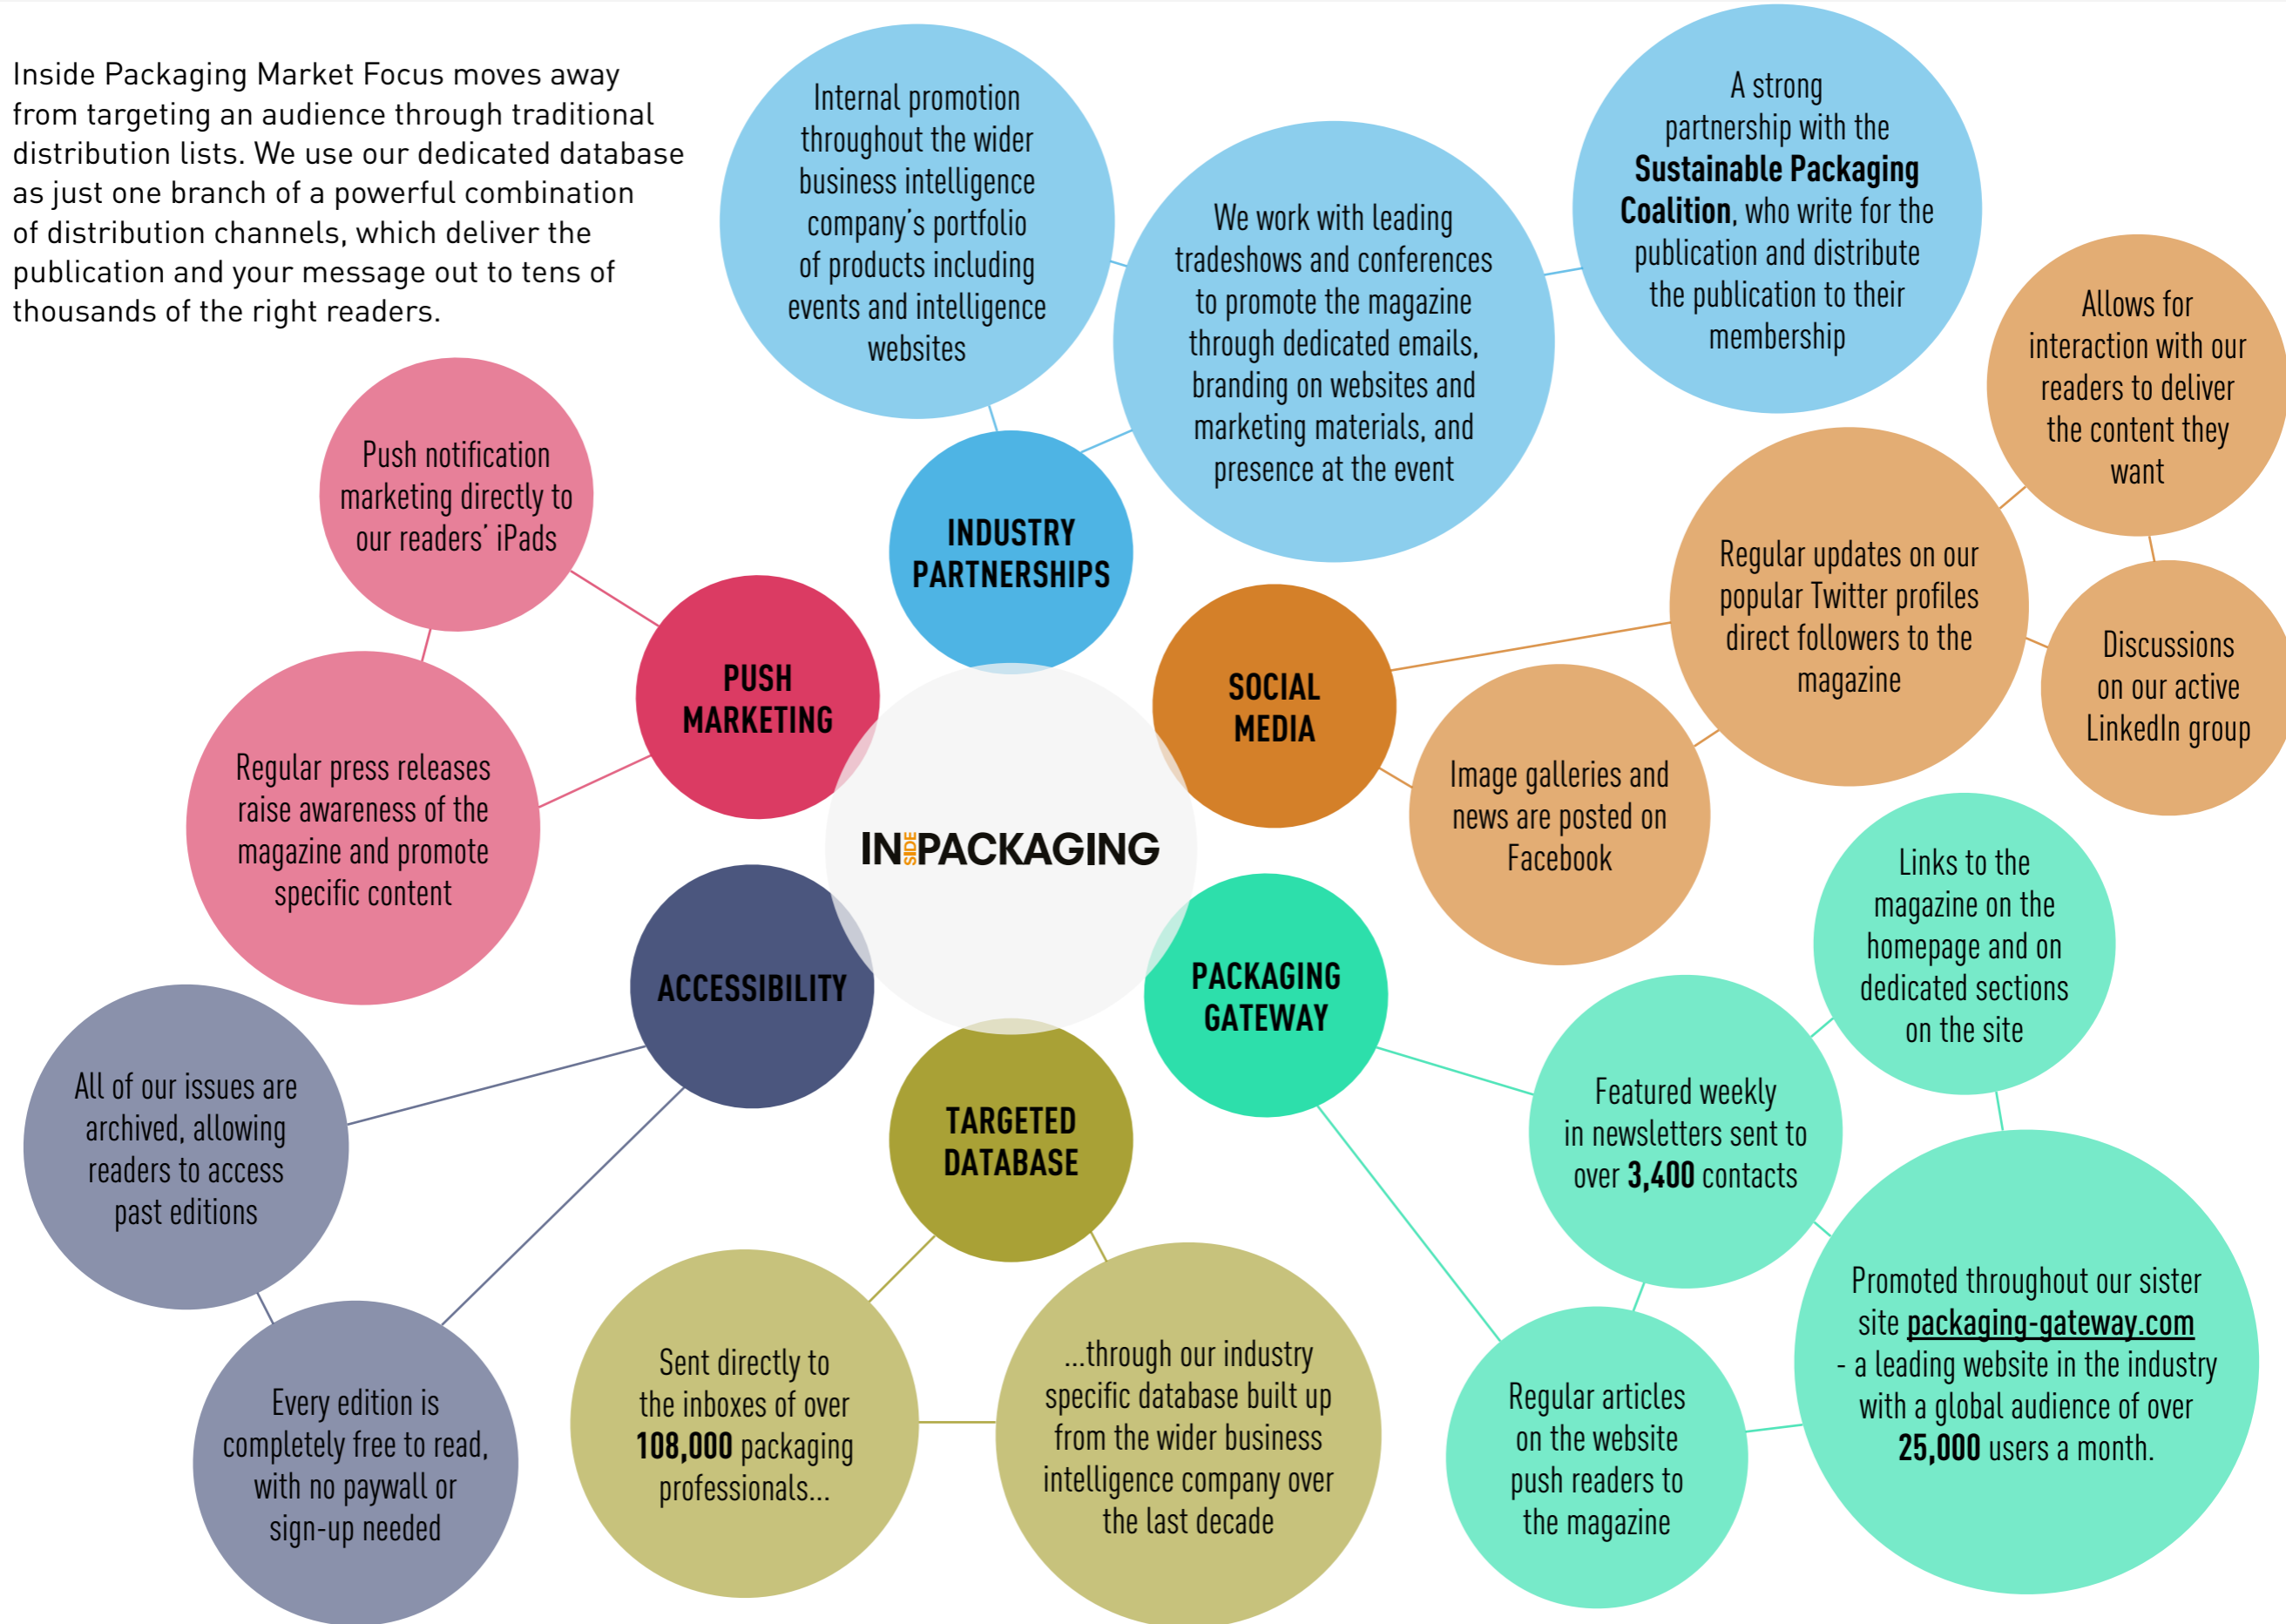 Inside Packaging Market Focus moves away
from targeting an audience through traditional
distribution lists. We use our dedicated database
as just one branch of a powerful combination
of distribution channels, which deliver the
publication and your message out to tens of
thousands of the right readers.
Internal promotion
throughout the wider
business intelligence
company's portfolio
of products including
events and intelligence
websites
We work with leading
tradeshows and conferences
to promote the magazine
through dedicated emails,
branding on websites and
marketing materials, and
presence at the event
A strong
partnership with the
Sustainable Packaging
Coalition, who write for the
publication and distribute
the publication to their
membership
INDUSTRY
PARTNERSHIPS
Push notification
marketing directly to
our readers' iPads
PUSH
MARKETING
Regular press releases
raise awareness of the
magazine and promote
specific content
SOCIAL
MEDIA
Allows for
interaction with our
readers to deliver
the content they
want
Regular updates on our
popular Twitter profiles
direct followers to the
magazine
Discussions
on our active
LinkedIn group
Image galleries and
news are posted on
Facebook
INSIDEPACKAGING
ACCESSIBILITY
All of our issues are
archived, allowing
readers to access
past editions
Every edition is
completely free to read,
with no paywall or
sign-up needed
TARGETED
DATABASE
Sent directly to
the inboxes of over
108,000 packaging
professionals...
...through our industry
specific database built up
from the wider business
intelligence company over
the last decade
PACKAGING
GATEWAY
Links to the
magazine on the
homepage and on
dedicated sections
on the site
Featured weekly
in newsletters sent to
over 3,400 contacts
Promoted throughout our sister
site packaging-gateway.com
- a leading website in the industry
with a global audience of over
25,000 users a month.
Regular articles
on the website
push readers to
the magazine